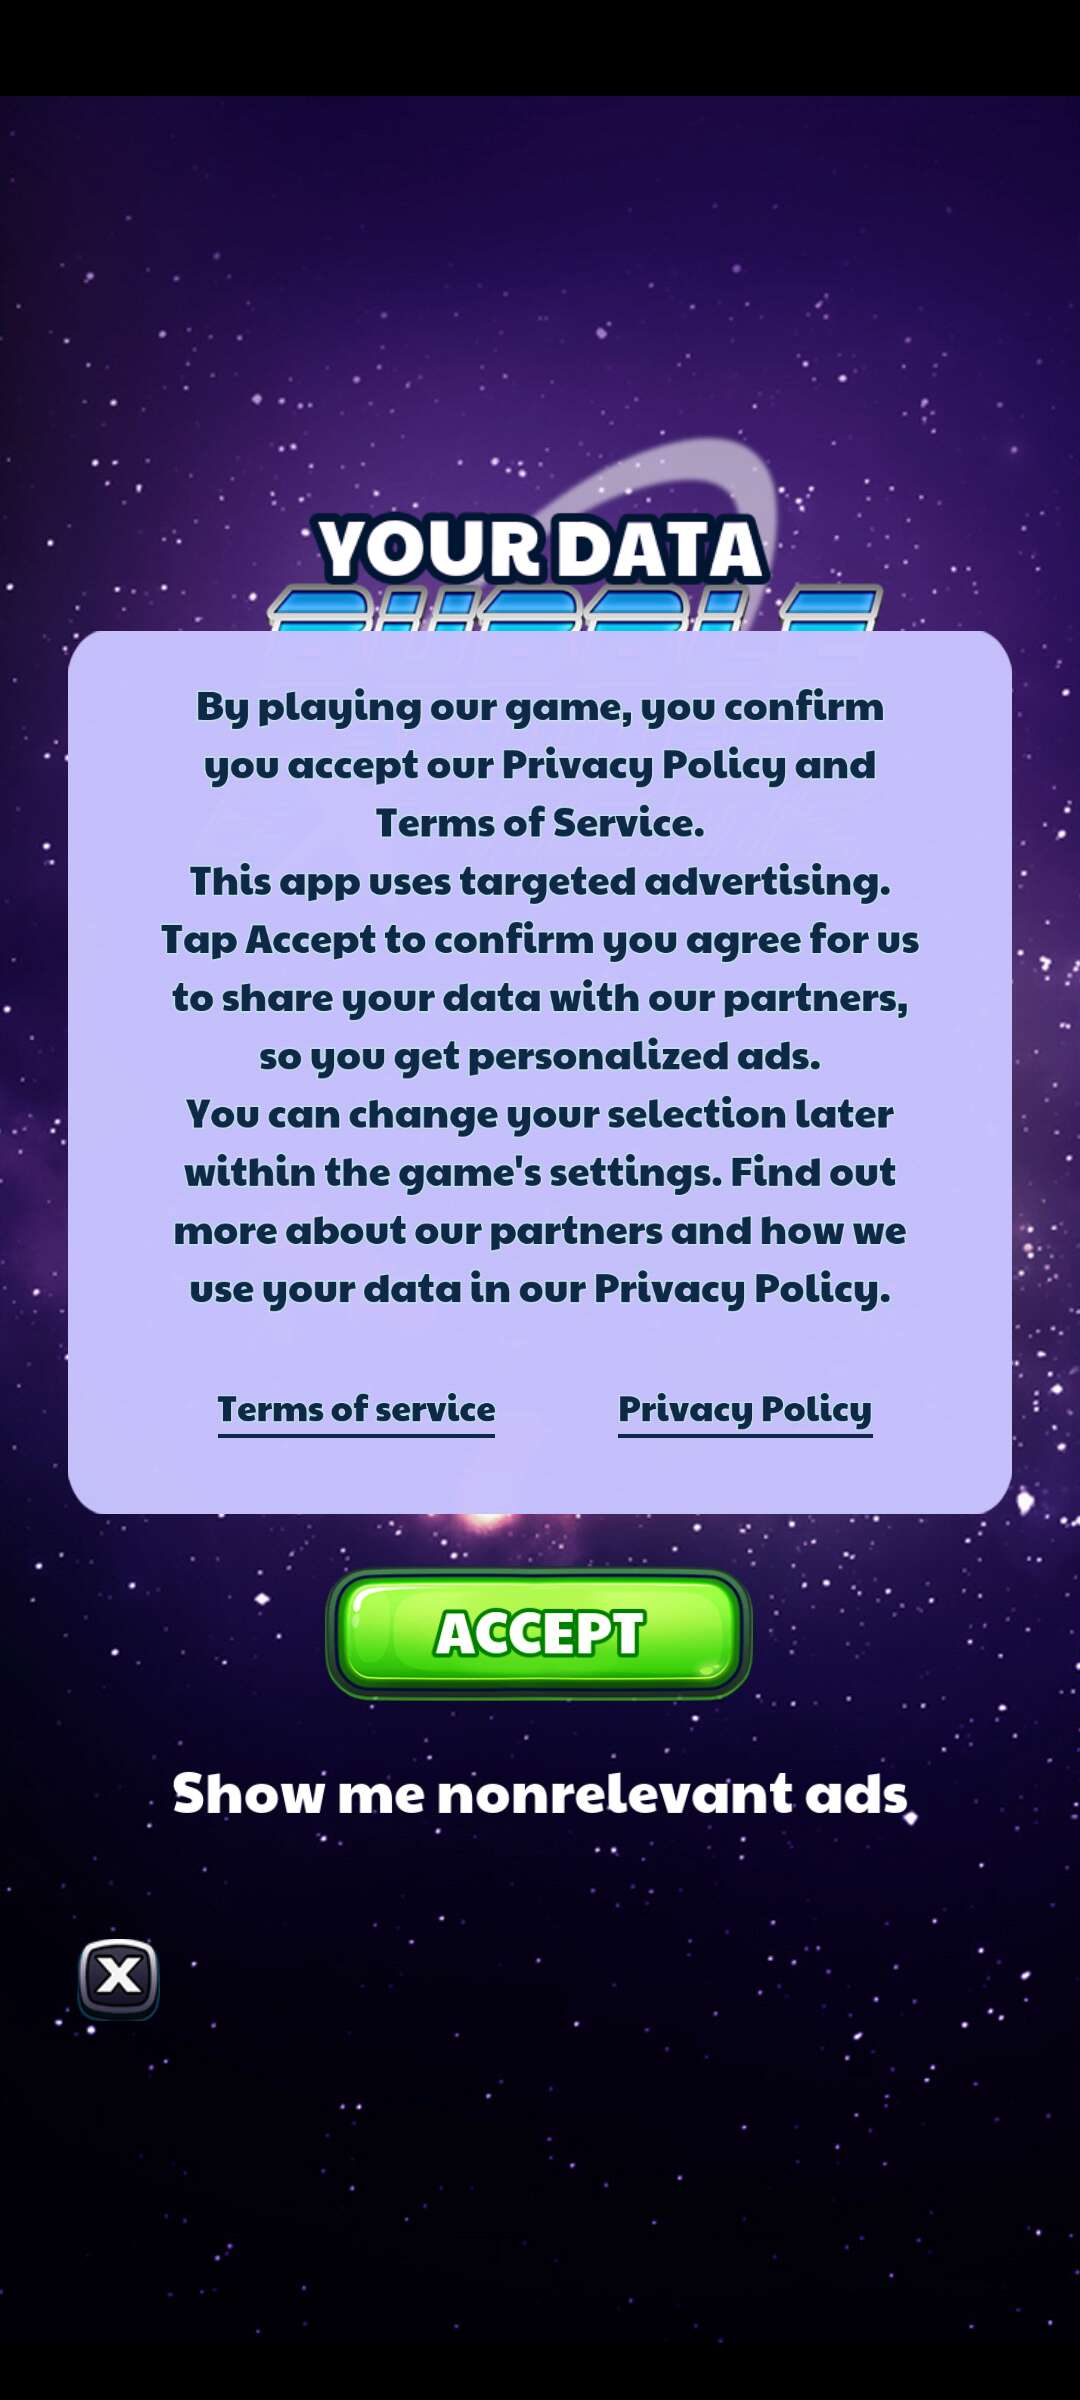 YOUR DATA
By playing our game, you confirm
you accept our Privacy Policy and
Terms of Service.
This app uses targeted advertising.
Tap Accept to confirm you agree for us
to share your data with our partners,
so you get personalized ads.
You can change your selection later
within the game's settings. Find out
more about our partners and how we
use your data in our Privacy Policy.
Terms of service Privacy Policy
ACCEPT
Show me nonrelevant ads
X